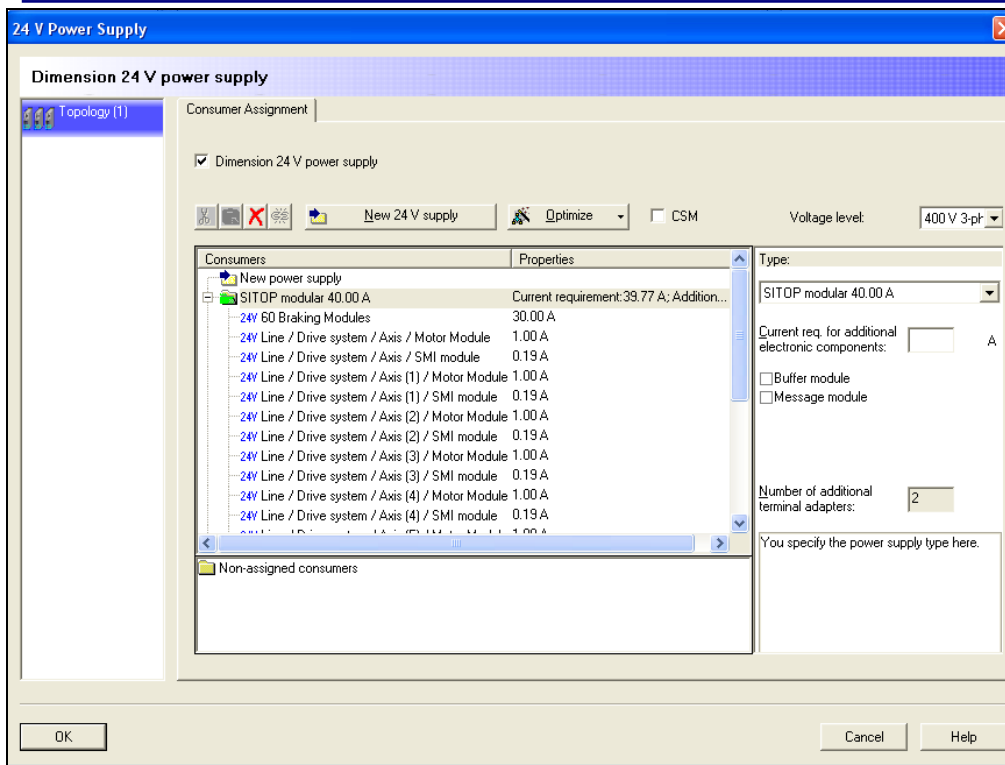 24 V Power Supply
Dimension 24 V power supply
Topology (1)
Consumer Assignment
Dimension 24 V power supply
New 24 V supply
Optimize
CSM
Voltage level:
400 V 3-ph
Consumers Properties
Type:
New power supply
SITOP modular 40.00 A Current requirement:39.77 A; Addition...
SITOP modular 40.00 A
24V 60 Braking Modules 30.00 A
24V Line / Drive system / Axis / Motor Module 1.00 A
24V Line / Drive system / Axis / SMI module 0.19 A
24V Line / Drive system / Axis (1) / Motor Module 1.00 A
24V Line / Drive system / Axis (1) / SMI module 0.19 A
24V Line / Drive system / Axis (2) / Motor Module 1.00 A
24V Line / Drive system / Axis (2) / SMI module 0.19 A
24V Line / Drive system / Axis (3) / Motor Module 1.00 A
24V Line / Drive system / Axis (3) / SMI module 0.19 A
24V Line / Drive system / Axis (4) / Motor Module 1.00 A
24V Line / Drive system / Axis (4) / SMI module 0.19 A
Current req. for additional
electronic components:
A
Buffer module
Message module
Number of additional
terminal adapters:
2
You specify the power supply type here.
Non-assigned consumers
OK
Cancel
Help